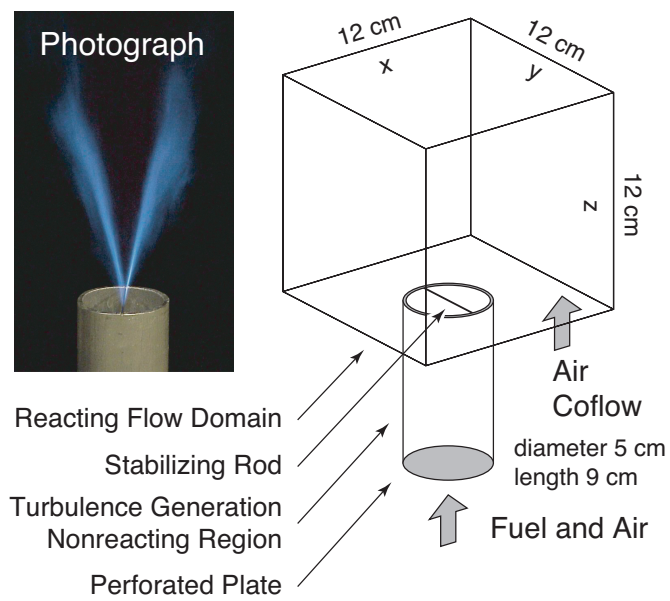 Photograph
12 cm
x
12 cm
y
12 cm
z
Air
Coflow
Reacting Flow Domain
Stabilizing Rod
Turbulence Generation
Nonreacting Region
Perforated Plate
diameter 5 cm
length 9 cm
Fuel and Air